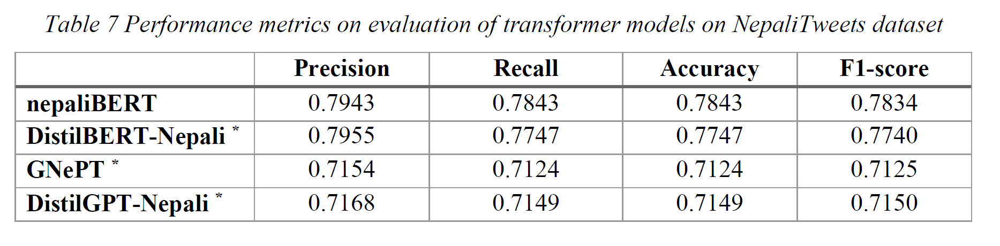 Table 7 Performance metrics on evaluation of transformer models on NepaliTweets dataset
Precision Recall Accuracy F1-score
nepaliBERT 0.7943 0.7843 0.7843 0.7834
DistilBERT-Nepali * 0.7955 0.7747 0.7747 0.7740
GNePT * 0.7154 0.7124 0.7124 0.7125
DistilGPT-Nepali * 0.7168 0.7149 0.7149 0.7150